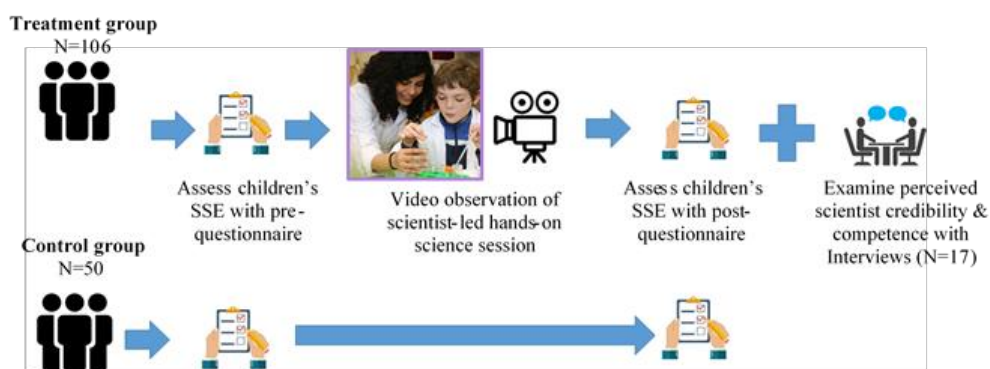 Treatment group
N=106
Assess children's
SSE with pre-
questionnaire
Video observation of
scientist-led hands-on
science session
Assess children's
SSE with post-
questionnaire
Examine perceived
scientist credibility &
competence with
Interviews (N=17)
Control group
N=50